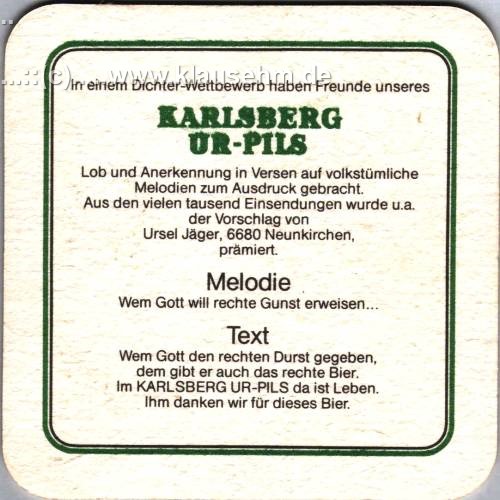 ...::(c)... www.klausehm.de
In einem Dichter-Wettbewerb haben Freunde unseres
KARLSBERG
UR-PILS
Lob und Anerkennung in Versen auf volkstümliche
Melodien zum Ausdruck gebracht.
Aus den vielen tausend Einsendungen wurde u.a.
der Vorschlag von
Ursel Jäger, 6680 Neunkirchen,
prämiert.
Melodie
Wem Gott will rechte Gunst erweisen...
Text
Wem Gott den rechten Durst gegeben,
dem gibt er auch das rechte Bier.
Im KARLSBERG UR-PILS da ist Leben.
Ihm danken wir für dieses Bier.